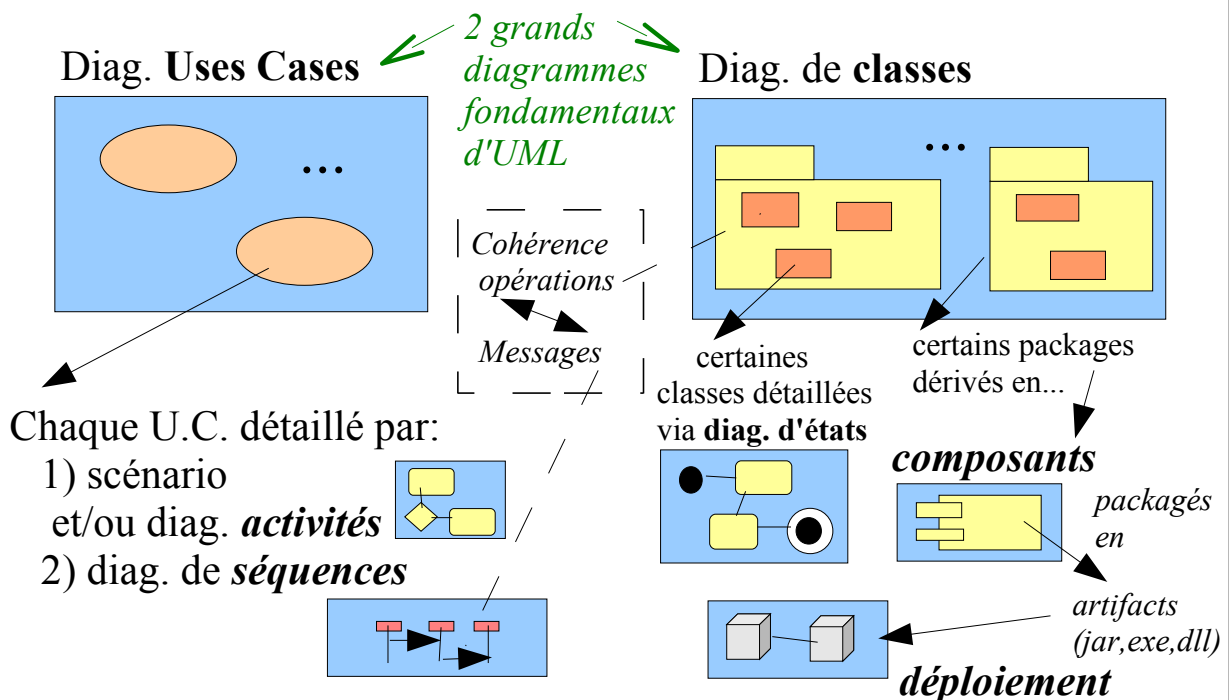 2 grands
diagrammes
fondamentaux
d'UML
Diag. Uses Cases
Diag. de classes
...
...
Cohérence
opérations
Messages
certaines
classes détaillées
via diag. d'états
certains packages
dérivés en...
Chaque U.C. détaillé par:
1) scénario
et/ou diag. activités
2) diag. de séquences
composants
packagés
en
artifacts
(jar,exe,dll)
déploiement